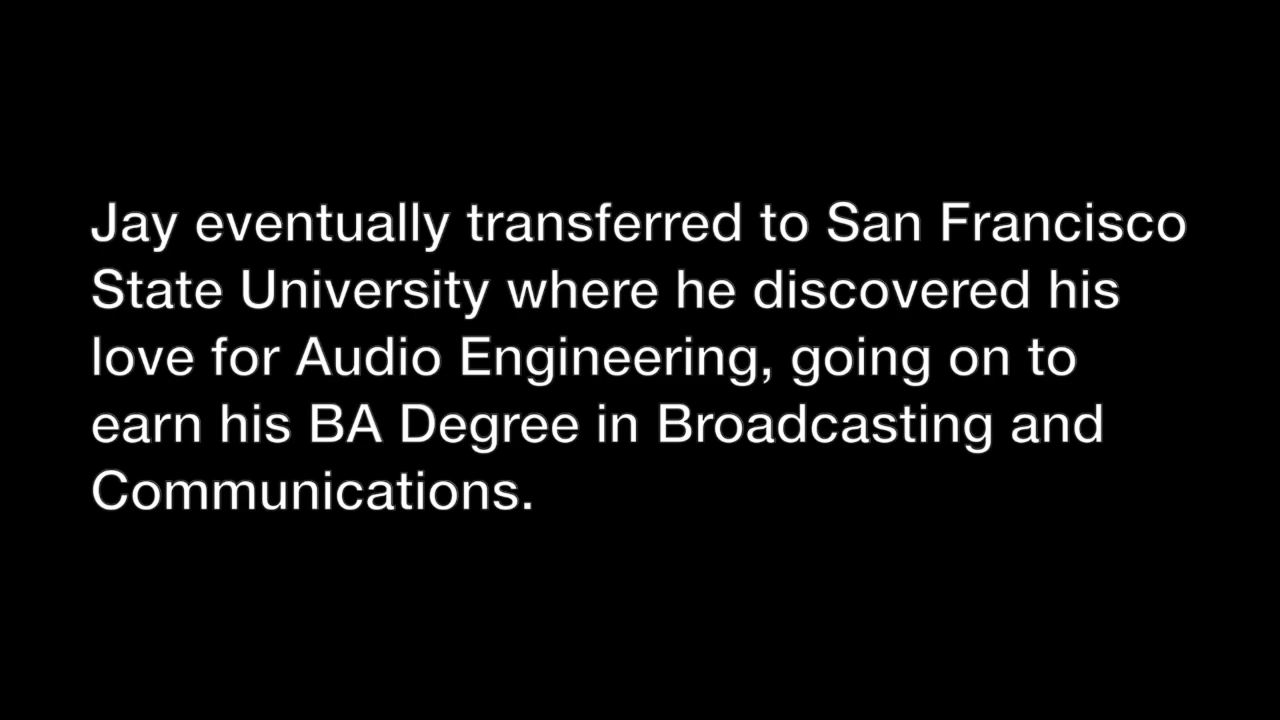 Jay eventually transferred to San Francisco
State University where he discovered his
love for Audio Engineering, going on to
earn his BA Degree in Broadcasting and
Communications.